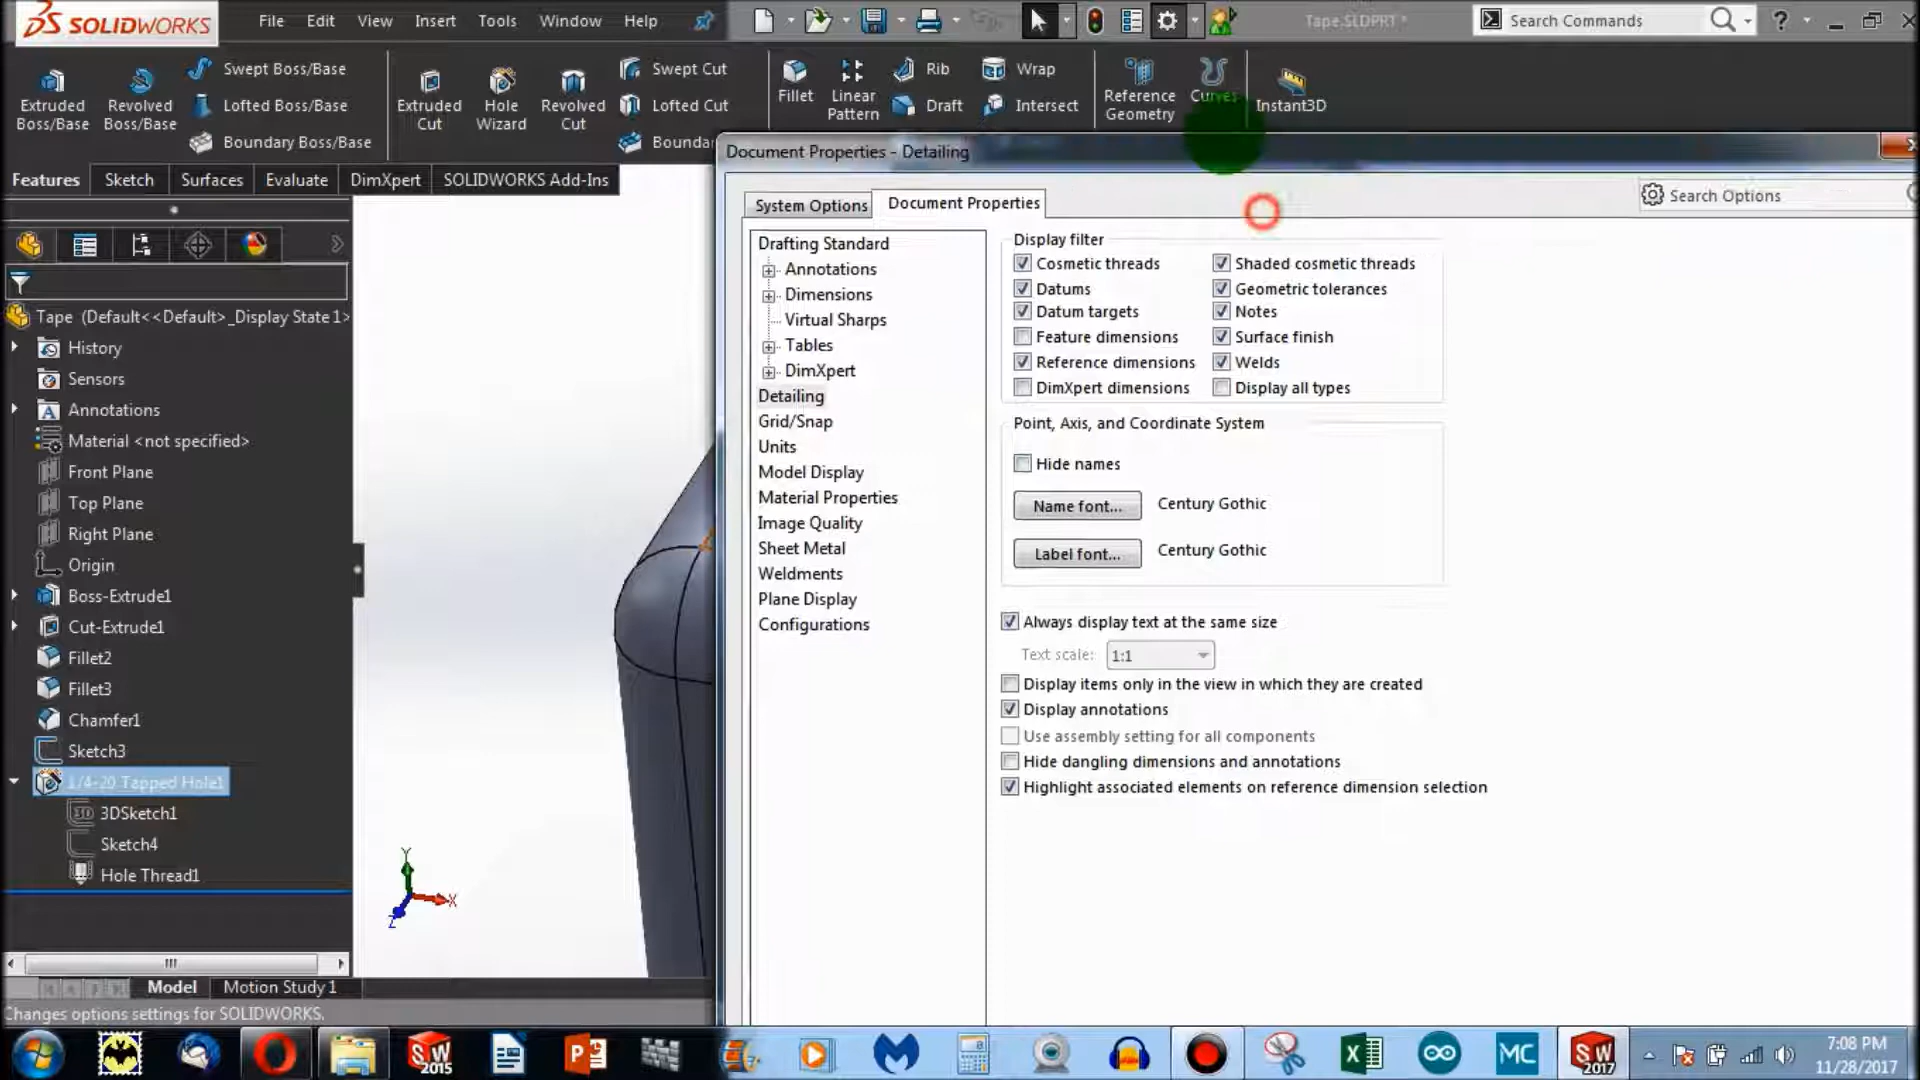 SOLIDWORKS File Edit View Insert Tools Window Help Tape.SLDPRT * Search Commands
Extruded Boss/Base
Revolved Boss/Base
Swept Boss/Base
Lofted Boss/Base
Boundary Boss/Base
Extruded Cut
Hole Wizard
Revolved Cut
Swept Cut
Lofted Cut
Fillet
Linear Pattern
Rib
Draft
Wrap
Intersect
Reference Geometry
Curves
Instant3D
Features Sketch Surfaces Evaluate DimXpert SOLIDWORKS Add-Ins
Tape (Default<<Default>_Display State 1>
History
Sensors
Annotations
Material <not specified>
Front Plane
Top Plane
Right Plane
Origin
Boss-Extrude1
Cut-Extrude1
Fillet2
Fillet3
Chamfer1
Sketch3
1/4-20 Tapped Hole1
3DSketch1
Sketch4
Hole Thread1
Y
X
Z
Document Properties - Detailing
System Options Document Properties Search Options
Drafting Standard
Annotations
Dimensions
Virtual Sharps
Tables
DimXpert
Detailing
Grid/Snap
Units
Model Display
Material Properties
Image Quality
Sheet Metal
Weldments
Plane Display
Configurations
Display filter
Cosmetic threads Shaded cosmetic threads
Datums Geometric tolerances
Datum targets Notes
Feature dimensions Surface finish
Reference dimensions Welds
DimXpert dimensions Display all types
Point, Axis, and Coordinate System
Hide names
Name font... Century Gothic
Label font... Century Gothic
Always display text at the same size
Text scale: 1:1
Display items only in the view in which they are created
Display annotations
Use assembly setting for all components
Hide dangling dimensions and annotations
Highlight associated elements on reference dimension selection
Model Motion Study 1
Changes options settings for SOLIDWORKS.
SW 2015
MC
SW 2017
7:08 PM
11/28/2017